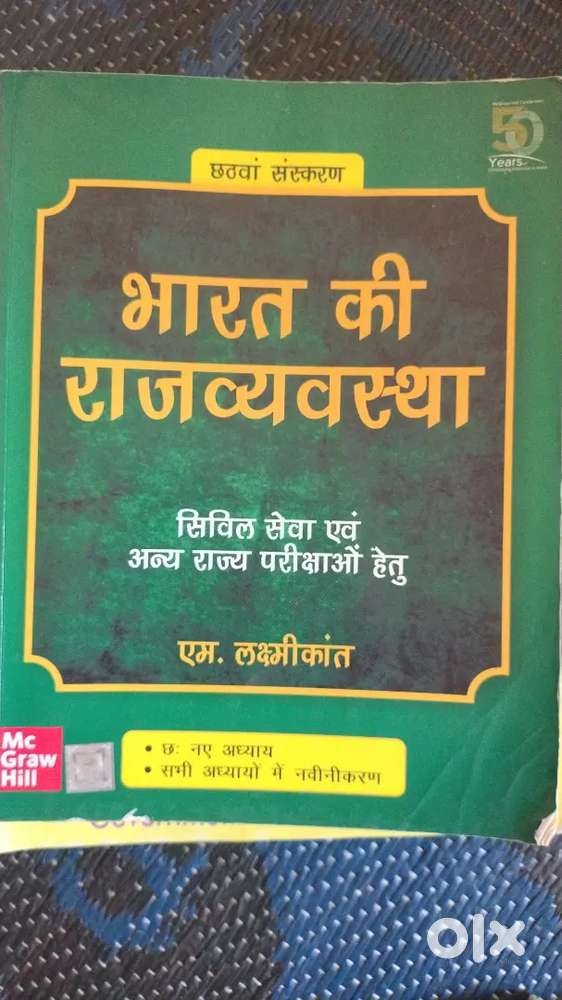 50
Years
छठवां संस्करण
भारत की
राजव्यवस्था
सिविल सेवा एवं
अन्य राज्य परीक्षाओं हेतु
एम. लक्ष्मीकांत
Mc
Graw
Hill
• छः नए अध्याय
• सभी अध्यायों में नवीनीकरण
olx